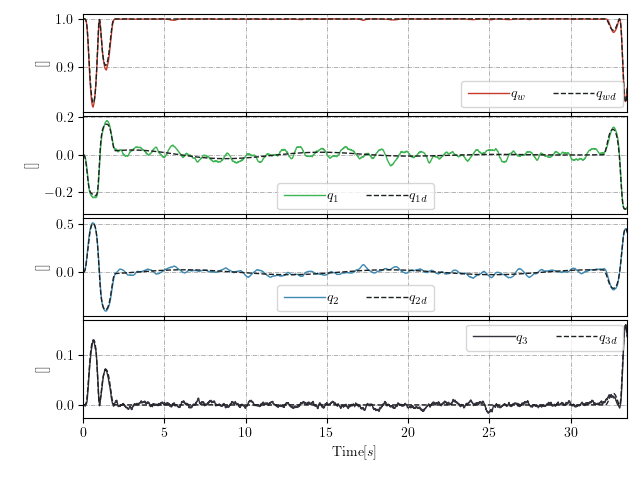 1.0
0.9
[]
q_w q_{wd}
0.2
0.0
−0.2
[]
q_1 q_{1d}
0.5
0.0
[]
q_2 q_{2d}
0.1
0.0
[]
q_3 q_{3d}
0 5 10 15 20 25 30
Time[s]